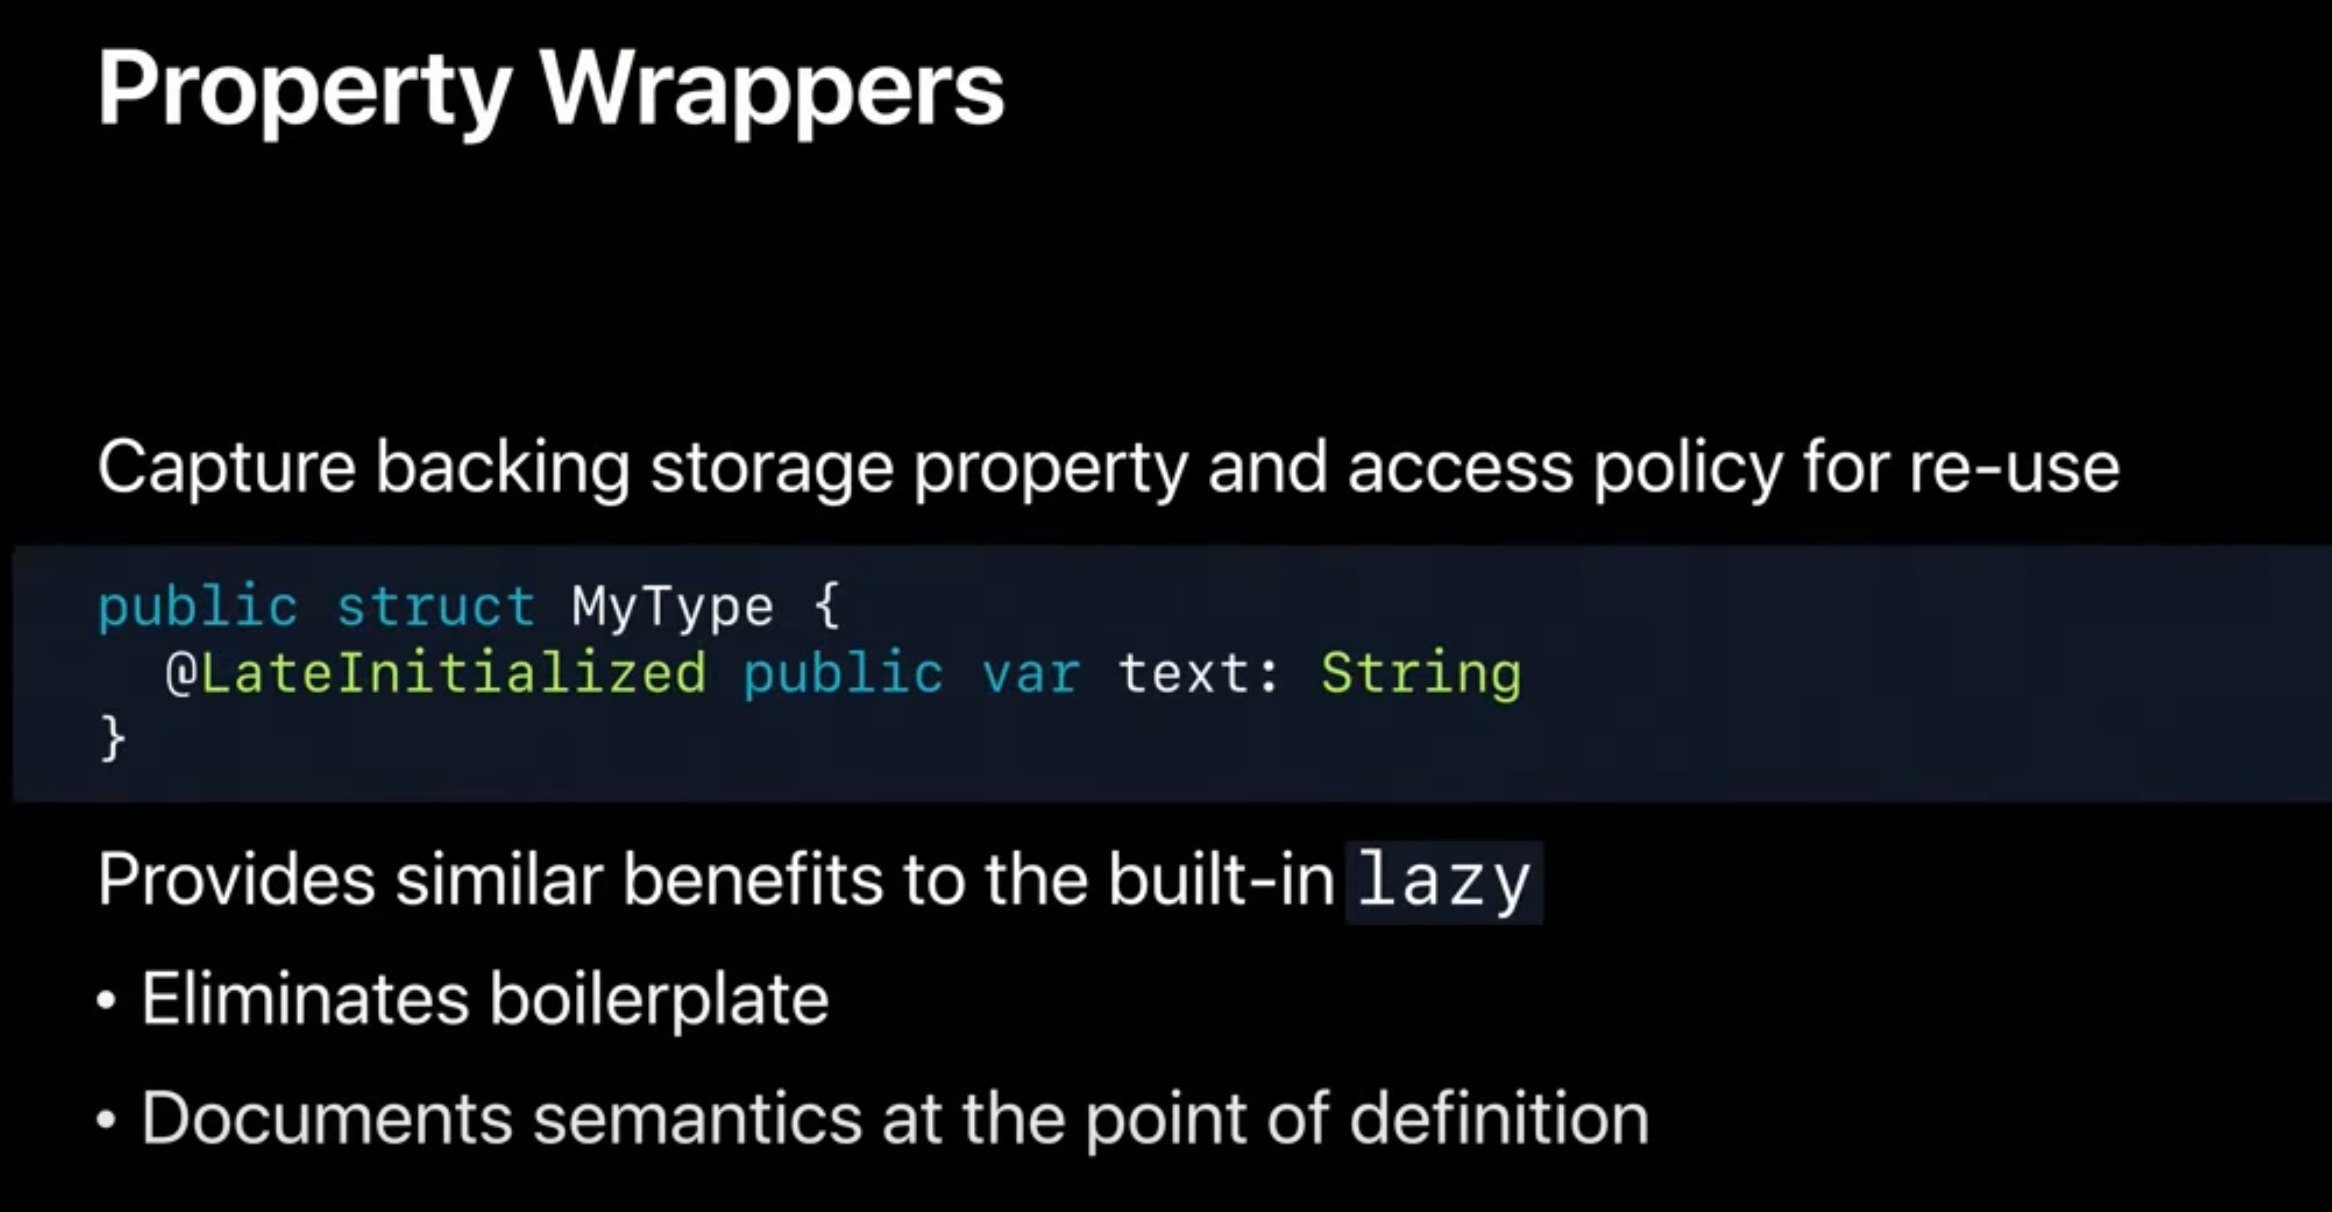 Property Wrappers
Capture backing storage property and access policy for re-use
public struct MyType {
  @LateInitialized public var text: String
}
Provides similar benefits to the built-in lazy
• Eliminates boilerplate
• Documents semantics at the point of definition